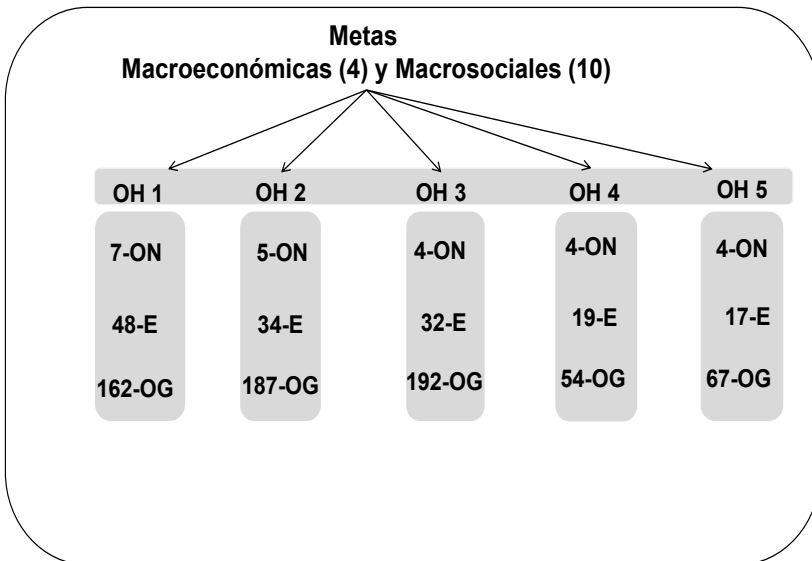 Metas
Macroeconómicas (4) y Macrosociales (10)
OH 1 OH 2 OH 3 OH 4 OH 5
7-ON 5-ON 4-ON 4-ON 4-ON
48-E 34-E 32-E 19-E 17-E
162-OG 187-OG 192-OG 54-OG 67-OG